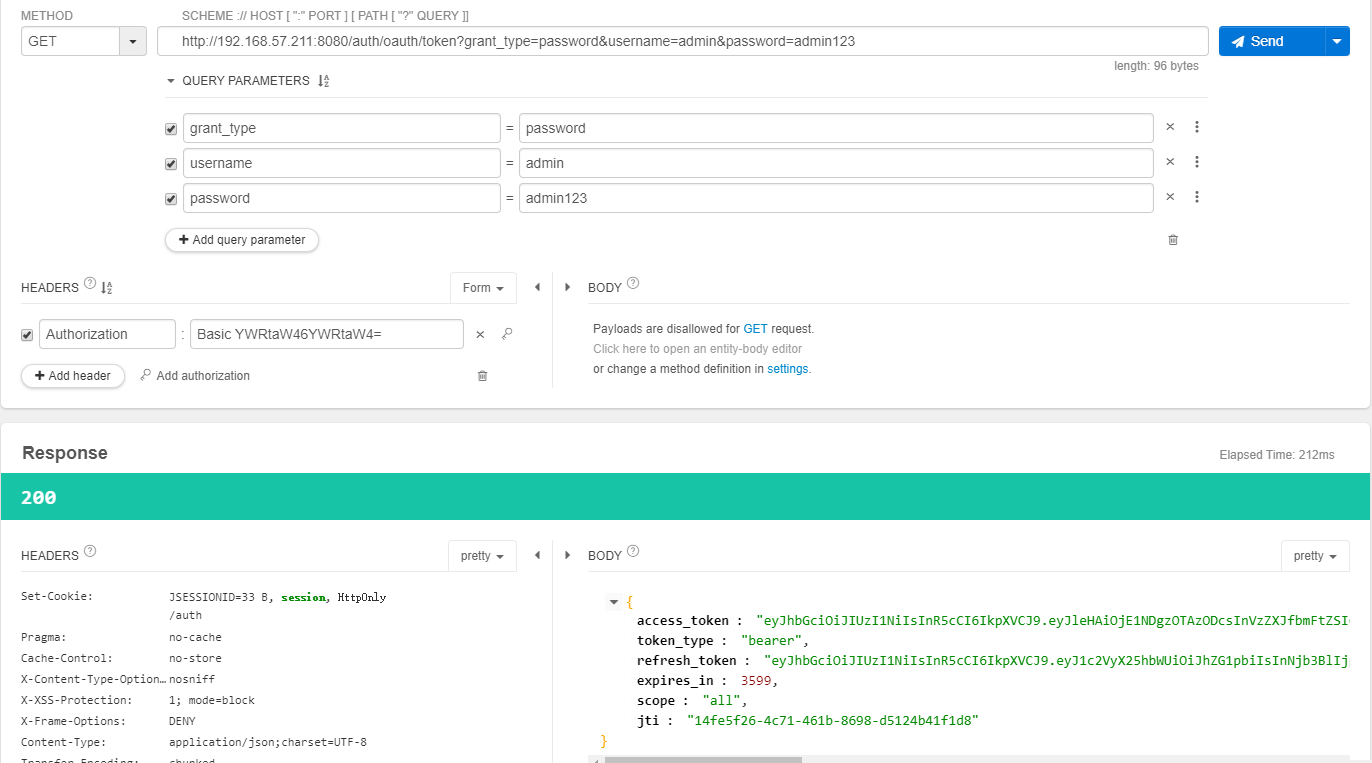 METHOD
SCHEME :// HOST [ ":" PORT ] [ PATH [ "?" QUERY ]]
GET
http://192.168.57.211:8080/auth/oauth/token?grant_type=password&username=admin&password=admin123
Send
length: 96 bytes
QUERY PARAMETERS
grant_type = password
username = admin
password = admin123
Add query parameter
HEADERS
Form
BODY
Authorization : Basic YWRtaW46YWRtaW4=
Add header
Add authorization
Payloads are disallowed for GET request.
Click here to open an entity-body editor
or change a method definition in settings.
Response
Elapsed Time: 212ms
200
HEADERS
pretty
Set-Cookie: JSESSIONID=33 B, session, HttpOnly
/auth
Pragma: no-cache
Cache-Control: no-store
X-Content-Type-Option… nosniff
X-XSS-Protection: 1; mode=block
X-Frame-Options: DENY
Content-Type: application/json;charset=UTF-8
Transfer-Encoding: chunked
BODY
pretty
{
access_token : "eyJhbGciOiJIUzI1NiIsInR5cCI6IkpXVCJ9.eyJleHAiOjE1NDgzOTAzODcsInVzZXJfbmFtZSI6
token_type : "bearer",
refresh_token : "eyJhbGciOiJIUzI1NiIsInR5cCI6IkpXVCJ9.eyJ1c2VyX25hbWUiOiJhZG1pbiIsInNjb3BlIj
expires_in : 3599,
scope : "all",
jti : "14fe5f26-4c71-461b-8698-d5124b41f1d8"
}